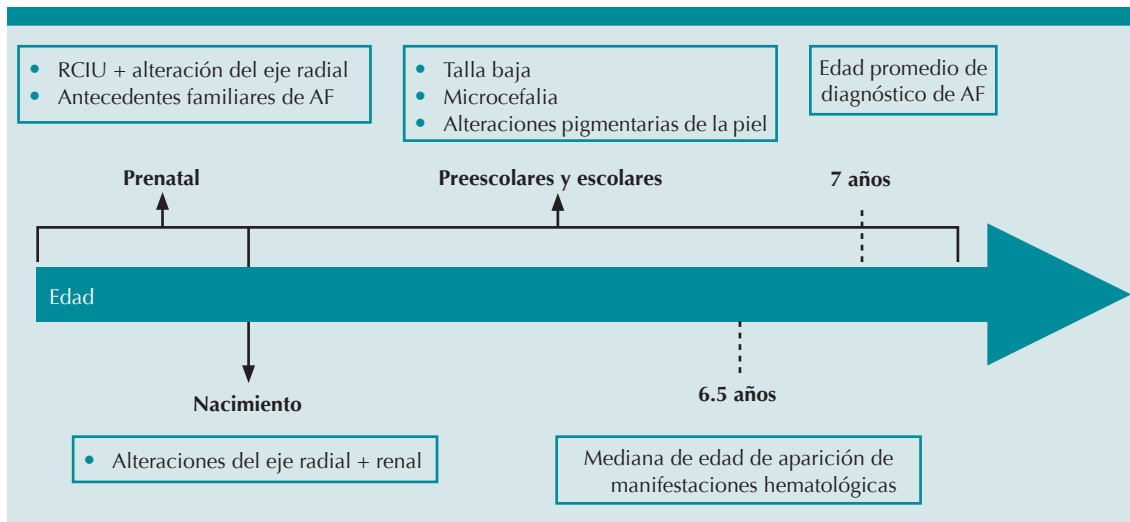 • RCIU + alteración del eje radial
• Antecedentes familiares de AF
• Talla baja
• Microcefalia
• Alteraciones pigmentarias de la piel
Edad promedio de
diagnóstico de AF
Prenatal
Preescolares y escolares
7 años
Edad
Nacimiento
6.5 años
• Alteraciones del eje radial + renal
Mediana de edad de aparición de
manifestaciones hematológicas